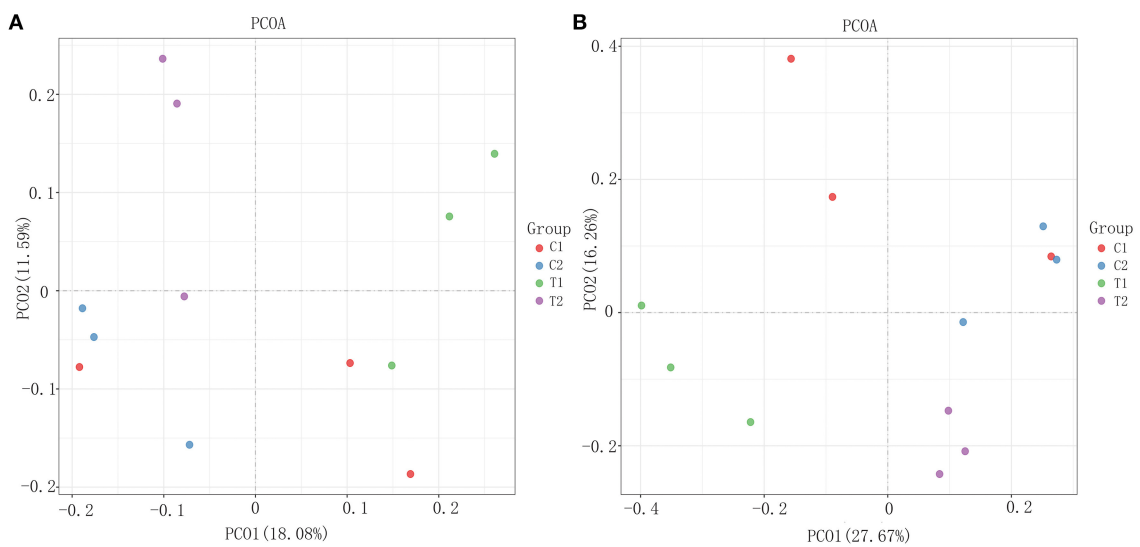 A
PCOA
0.2
0.1
0
-0.1
-0.2
-0.2
-0.1
0
0.1
0.2
PCO1(18.08%)
PCO2(11.59%)
Group
C1
C2
T1
T2
B
PCOA
0.4
0.2
0
-0.2
-0.4
-0.2
0
0.2
PCO1(27.67%)
PCO2(16.26%)
Group
C1
C2
T1
T2